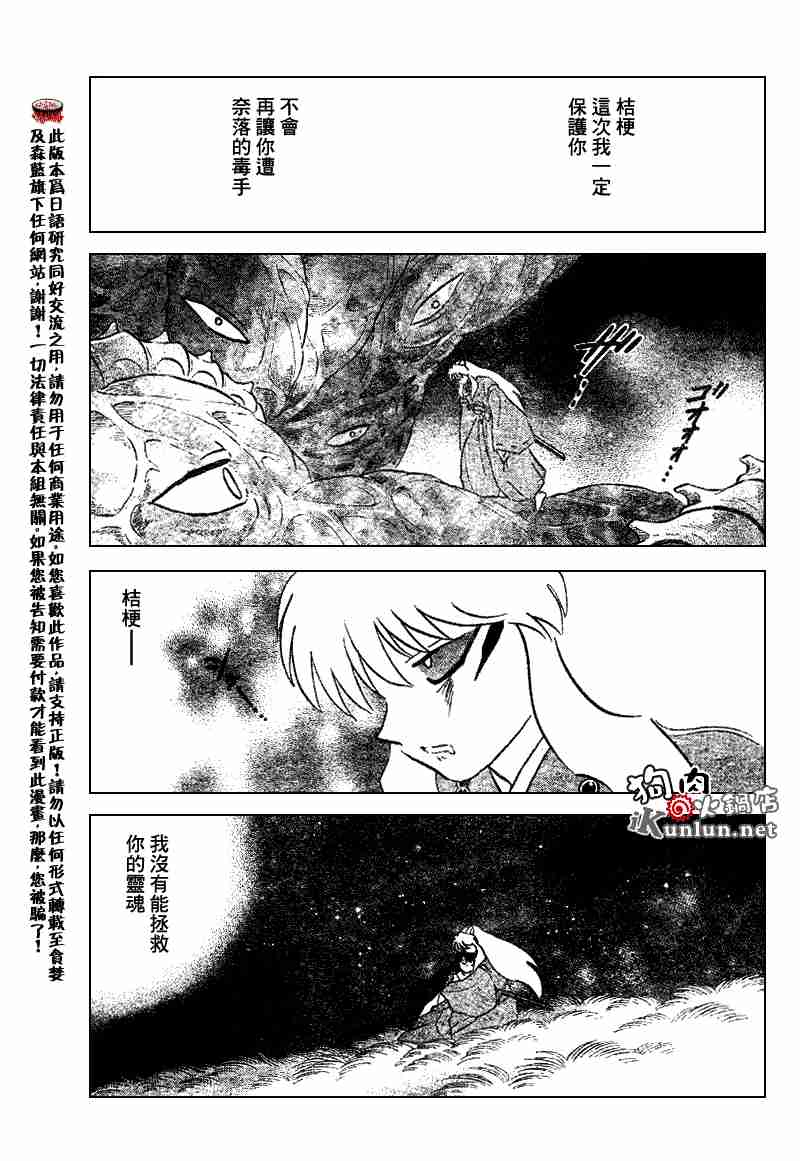 桔梗
這次我一定
保護你
不會
再讓你遭
奈落的毒手
ゴオオオ…
桔梗——
我沒有能拯救
你的靈魂
狗肉
火鍋店
iKunlun.net
此版本爲日語研究同好交流之用，請勿用于任何商業用途。如您喜歡此作品，請支持正版！請勿以任何形式轉載至貪婪
及森藍旗下任何網站，謝謝！一切法律責任與本組無關。如果您被告知需要付款才能看到此漫畫，那麼，您被騙了！